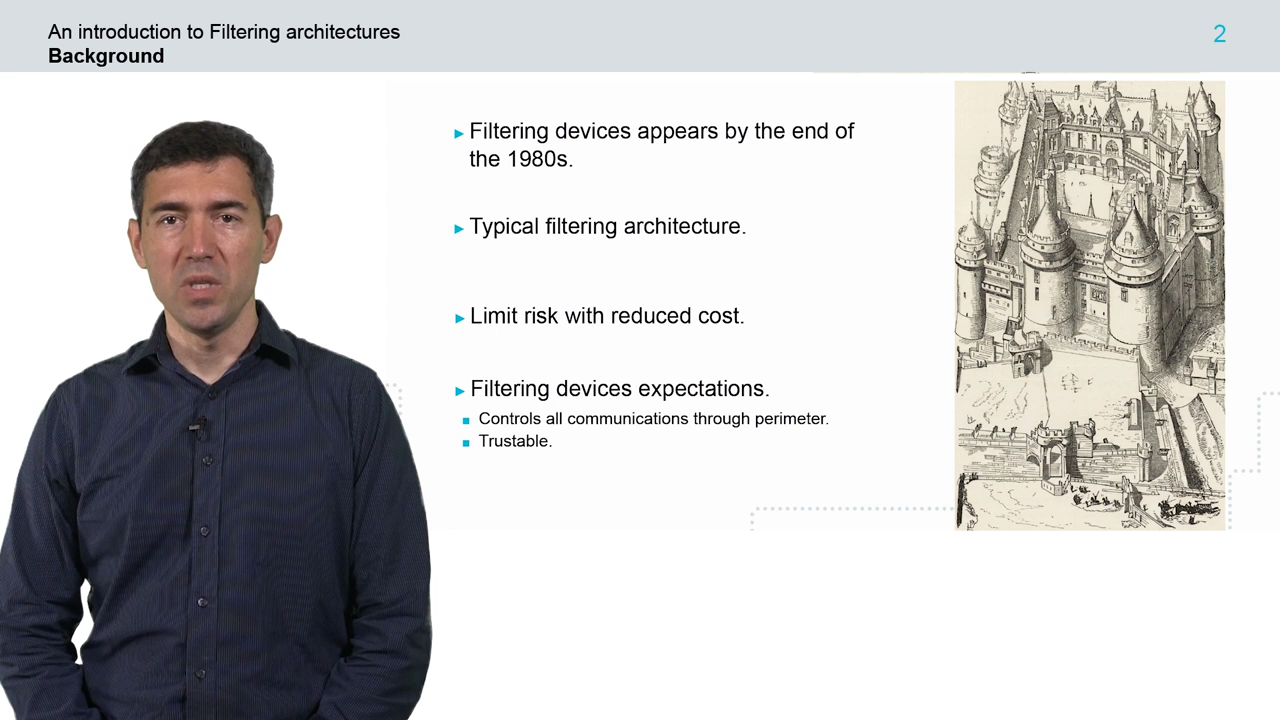 An introduction to Filtering architectures
Background
2
Filtering devices appears by the end of
the 1980s.
Typical filtering architecture.
Limit risk with reduced cost.
Filtering devices expectations.
Controls all communications through perimeter.
Trustable.